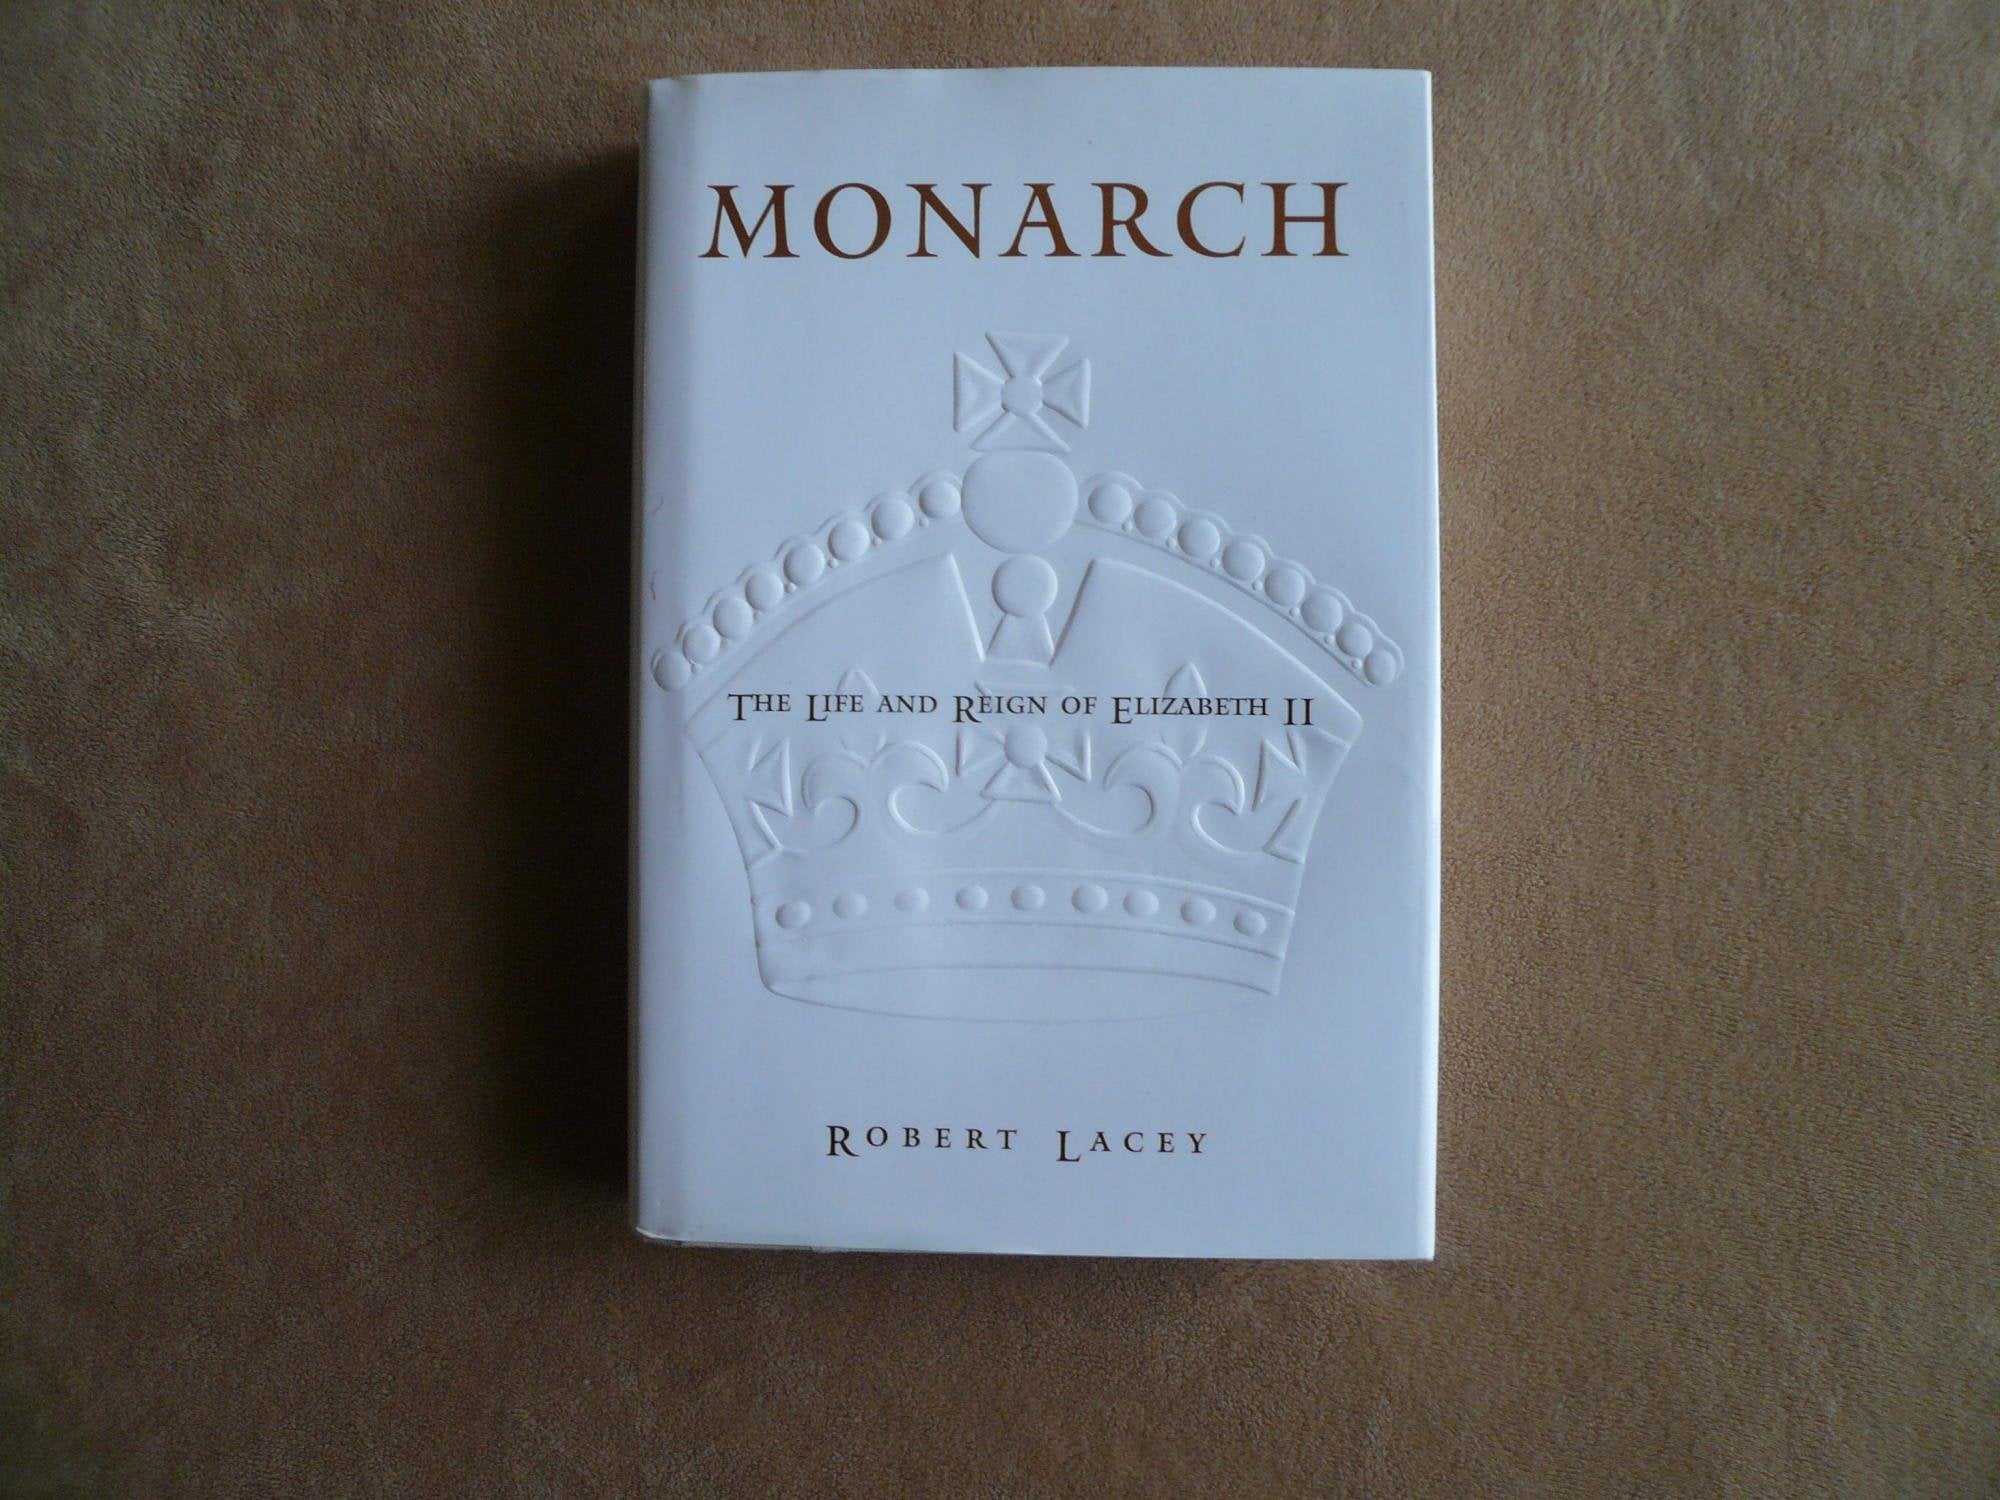 MONARCH
THE LIFE AND REIGN OF ELIZABETH II
ROBERT LACEY